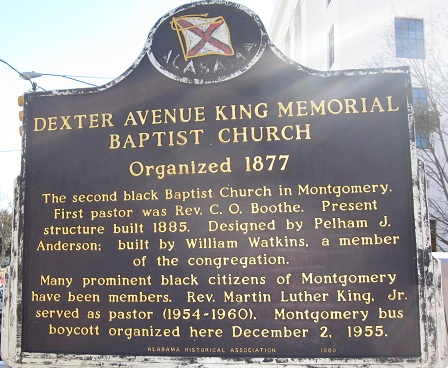 ALABAMA
DEXTER AVENUE KING MEMORIAL
BAPTIST CHURCH
Organized 1877
The second black Baptist Church in Montgomery.
First pastor was Rev. C. O. Boothe. Present
structure built 1885. Designed by Pelham J.
Anderson; built by William Watkins, a member
of the congregation.
Many prominent black citizens of Montgomery
have been members. Rev. Martin Luther King, Jr.
served as pastor (1954-1960). Montgomery bus
boycott organized here December 2, 1955.
ALABAMA HISTORICAL ASSOCIATION 1980